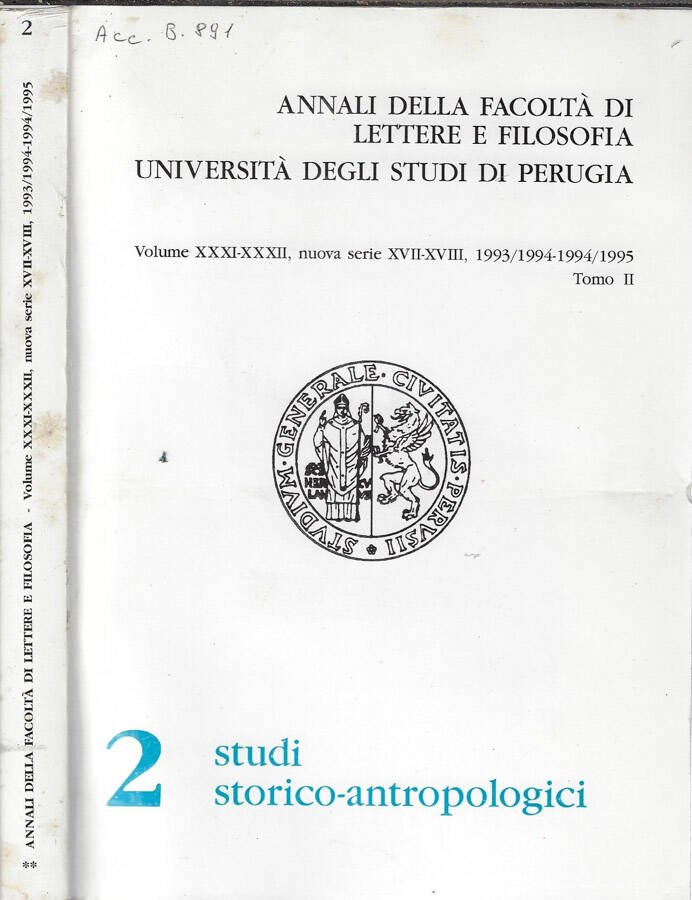 2
** ANNALI DELLA FACOLTÀ DI LETTERE E FILOSOFIA - Volume XXXI-XXXII, nuova serie XVII-XVIII, 1993/1994-1994/1995
Acc. B. 891
ANNALI DELLA FACOLTÀ DI
LETTERE E FILOSOFIA
UNIVERSITÀ DEGLI STUDI DI PERUGIA
Volume XXXI-XXXII, nuova serie XVII-XVIII, 1993/1994-1994/1995
Tomo II
STVDIVM · GENERALE · CIVITATIS · PERVSII
2
studi
storico-antropologici